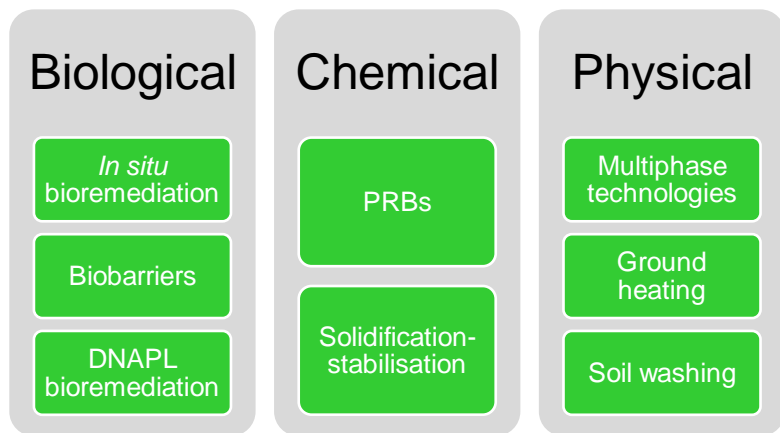 Biological
In situ
bioremediation
Biobarriers
DNAPL
bioremediation
Chemical
PRBs
Solidification-
stabilisation
Physical
Multiphase
technologies
Ground
heating
Soil washing